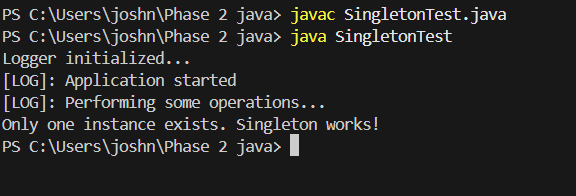 PS C:\Users\joshn\Phase 2 java> javac SingletonTest.java
PS C:\Users\joshn\Phase 2 java> java SingletonTest
Logger initialized...
[LOG]: Application started
[LOG]: Performing some operations...
Only one instance exists. Singleton works!
PS C:\Users\joshn\Phase 2 java>